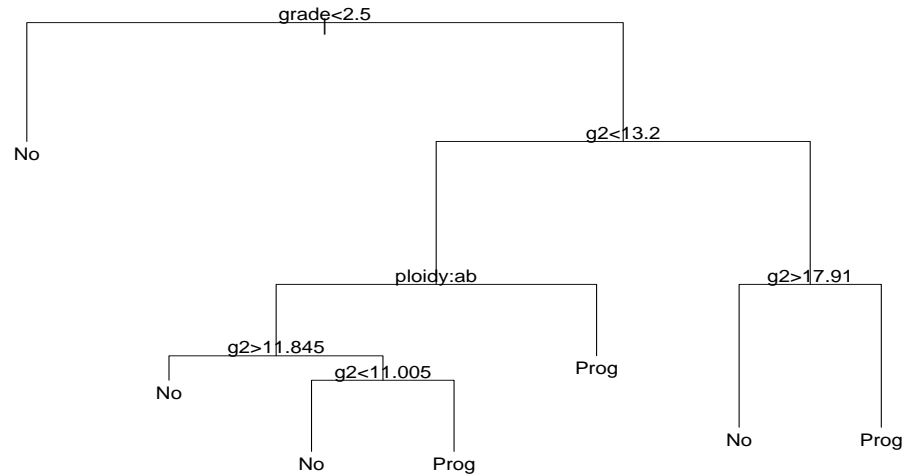 grade<2.5
g2<13.2
No
ploidy:ab
g2>17.91
g2>11.845
Prog
g2<11.005
No
No
Prog
No
Prog